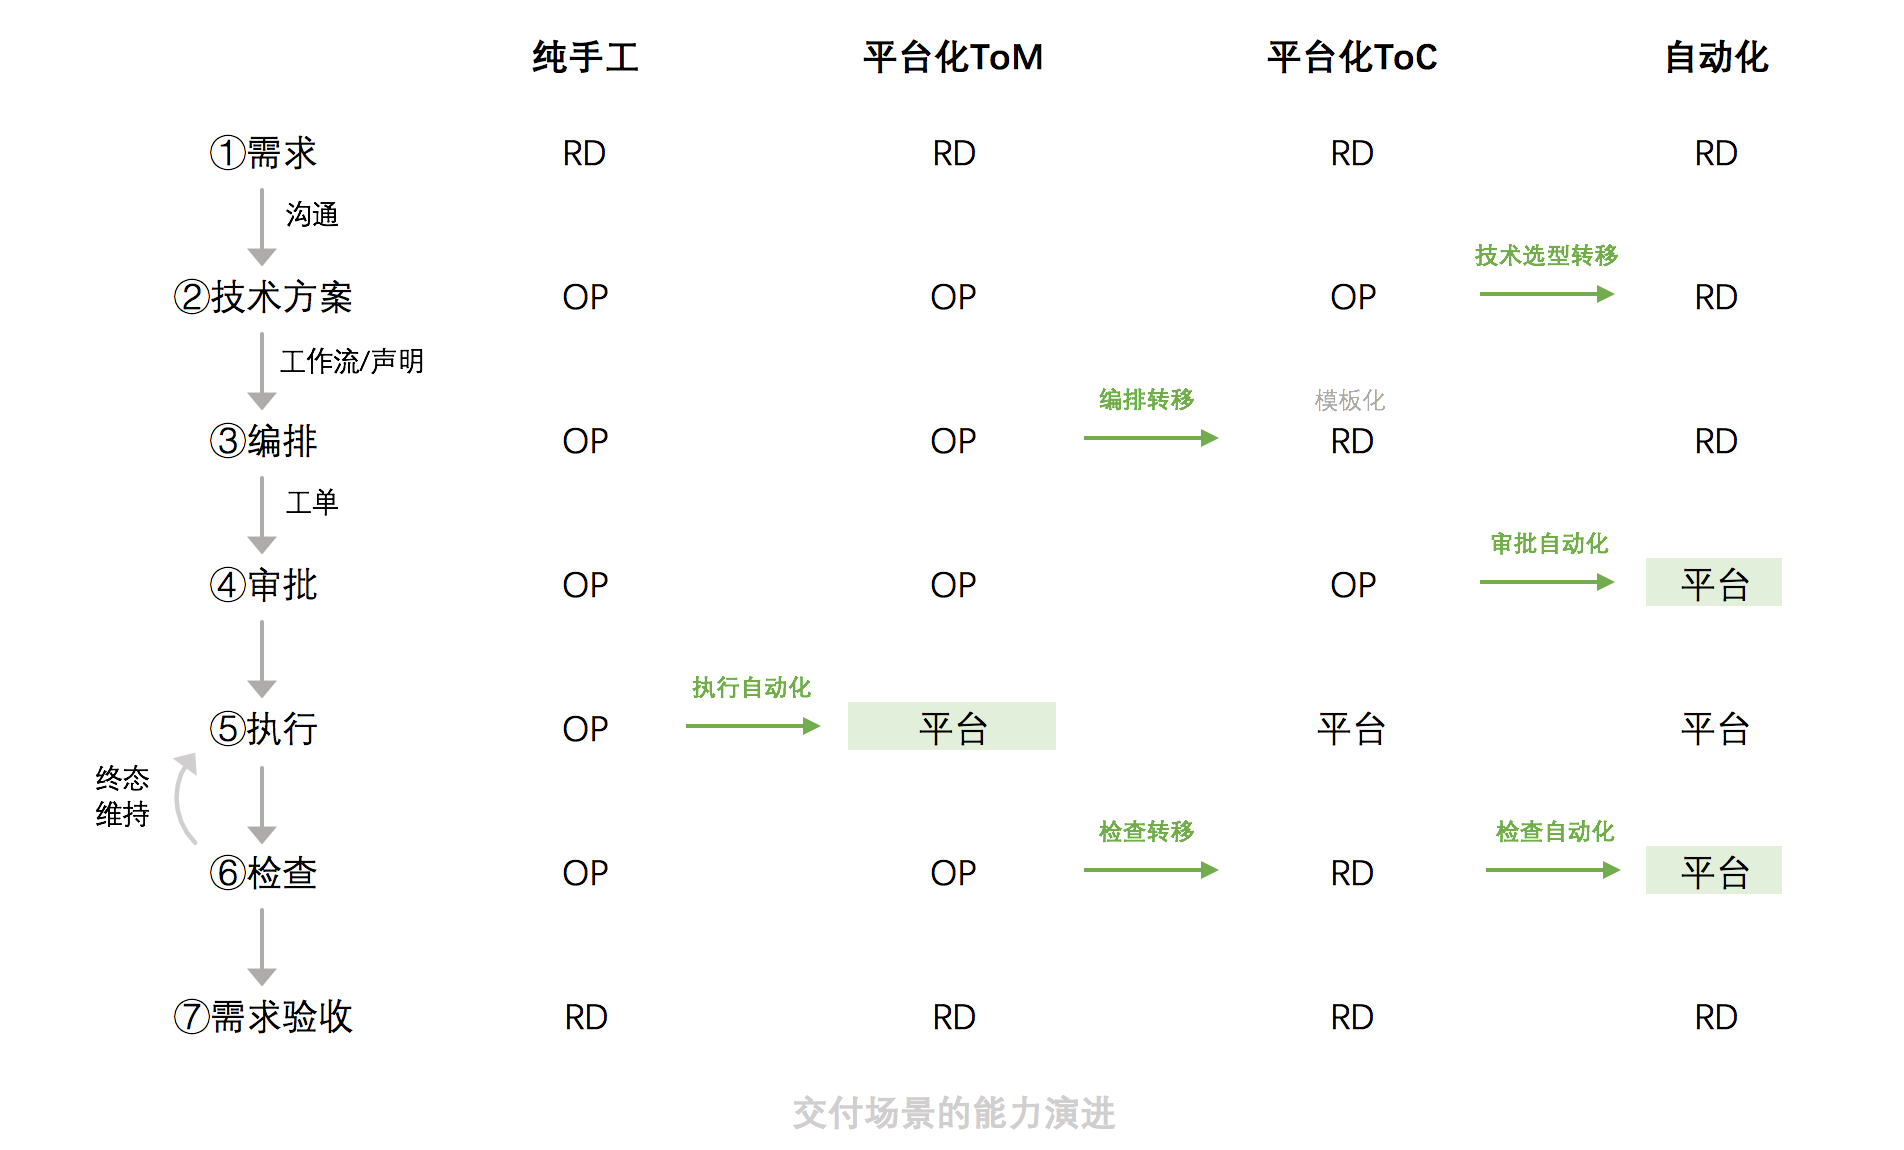 纯手工 平台化ToM 平台化ToC 自动化
①需求 RD RD RD RD
沟通
技术选型转移
②技术方案 OP OP OP RD
工作流/声明
编排转移 模板化
③编排 OP OP RD RD
工单
审批自动化
④审批 OP OP OP 平台
执行自动化
⑤执行 OP 平台 平台 平台
终态
维持
检查转移 检查自动化
⑥检查 OP OP RD 平台
⑦需求验收 RD RD RD RD
交付场景的能力演进